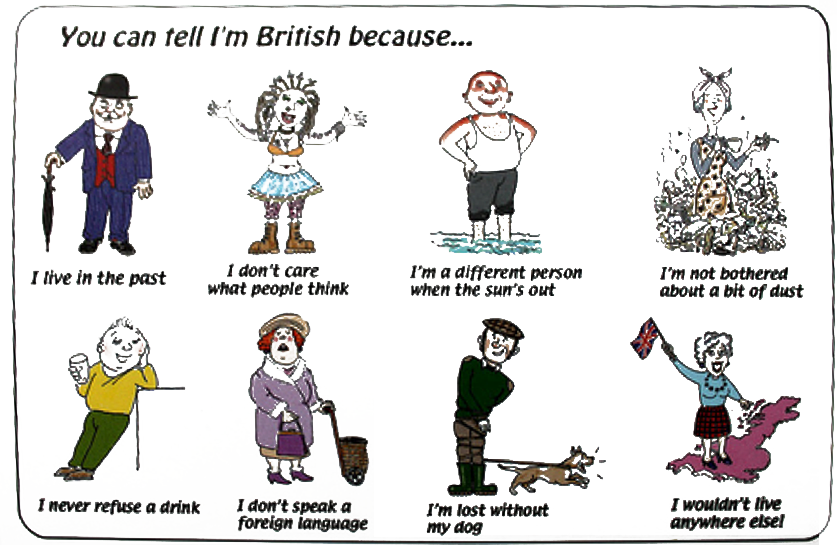 You can tell I'm British because...
I live in the past
I don't care
what people think
I'm a different person
when the sun's out
I'm not bothered
about a bit of dust
I never refuse a drink
I don't speak a
foreign language
I'm lost without
my dog
I wouldn't live
anywhere else!